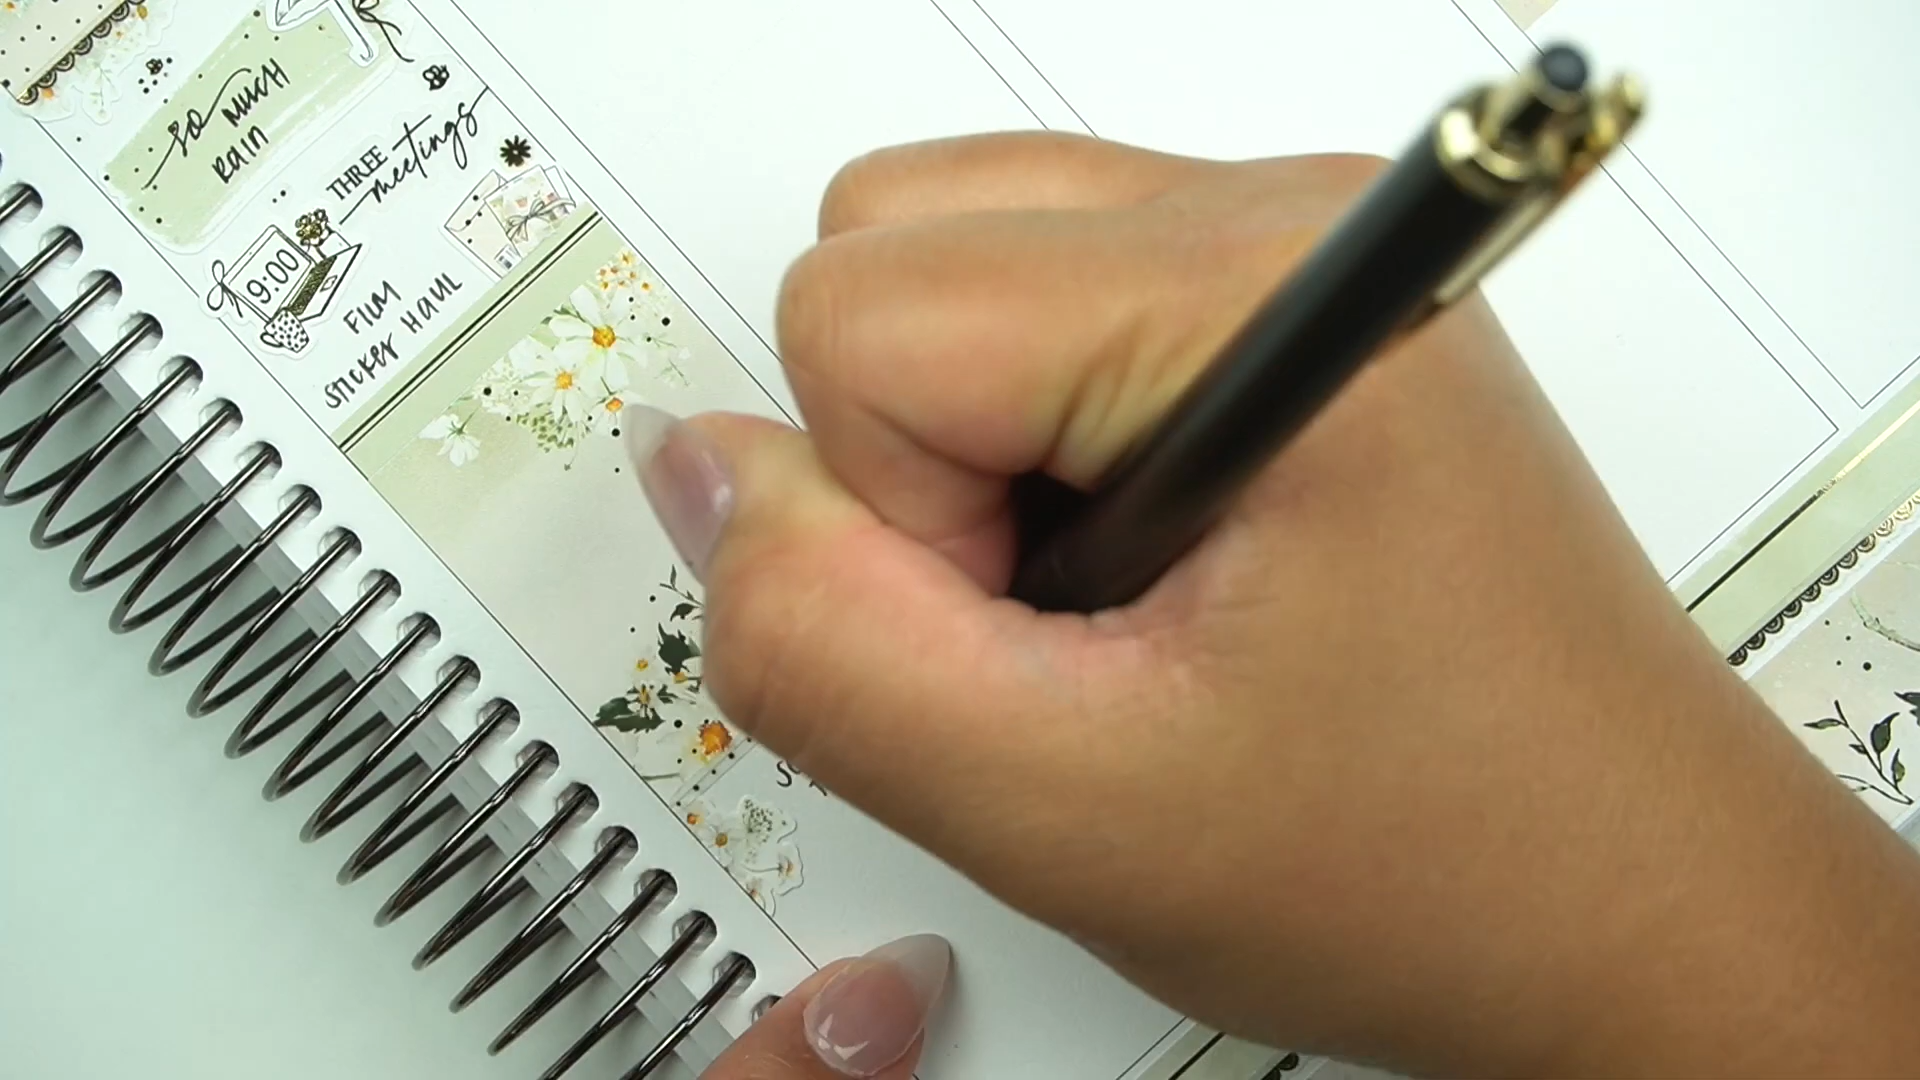 so MUCH
Rain
THREE
meetings
9:00
FILM
STICKER HAUL